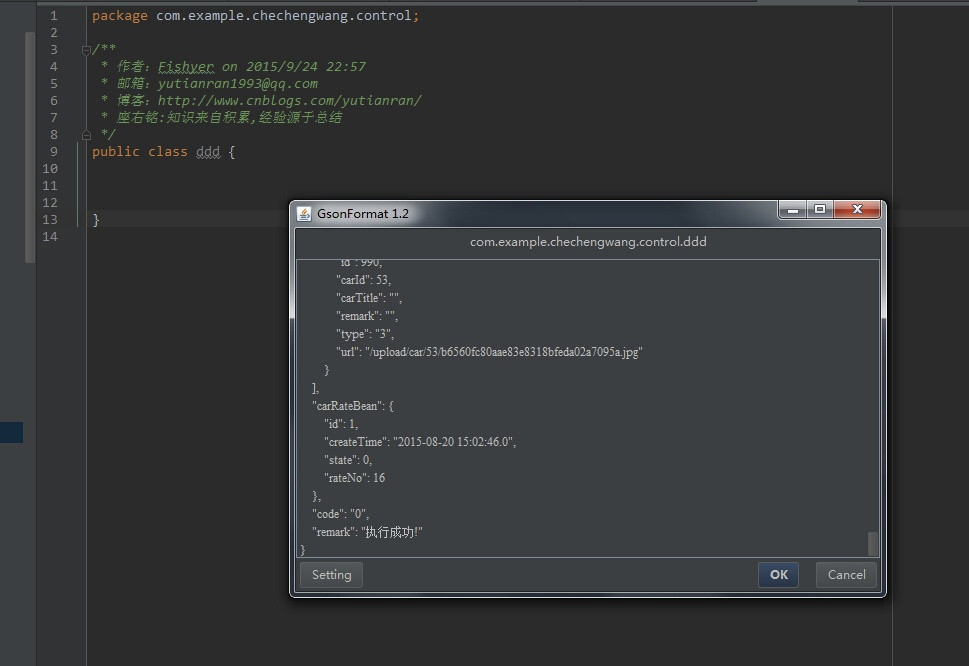 1 package com.example.chechengwang.control;
2
3 /**
4 * 作者: Fishyer on 2015/9/24 22:57
5 * 邮箱: yutianran1993@qq.com
6 * 博客: http://www.cnblogs.com/yutianran/
7 * 座右铭:知识来自积累,经验源于总结
8 */
9 public class ddd {
10
11
12
13 }
14
GsonFormat 1.2
com.example.chechengwang.control.ddd
"id": 990,
"carId": 53,
"carTitle": "",
"remark": "",
"type": "3",
"url": "/upload/car/53/b6560fc80aae83e8318bfeda02a7095a.jpg"
}
],
"carRateBean": {
"id": 1,
"createTime": "2015-08-20 15:02:46.0",
"state": 0,
"rateNo": 16
},
"code": "0",
"remark": "执行成功!"
}
Setting
OK
Cancel